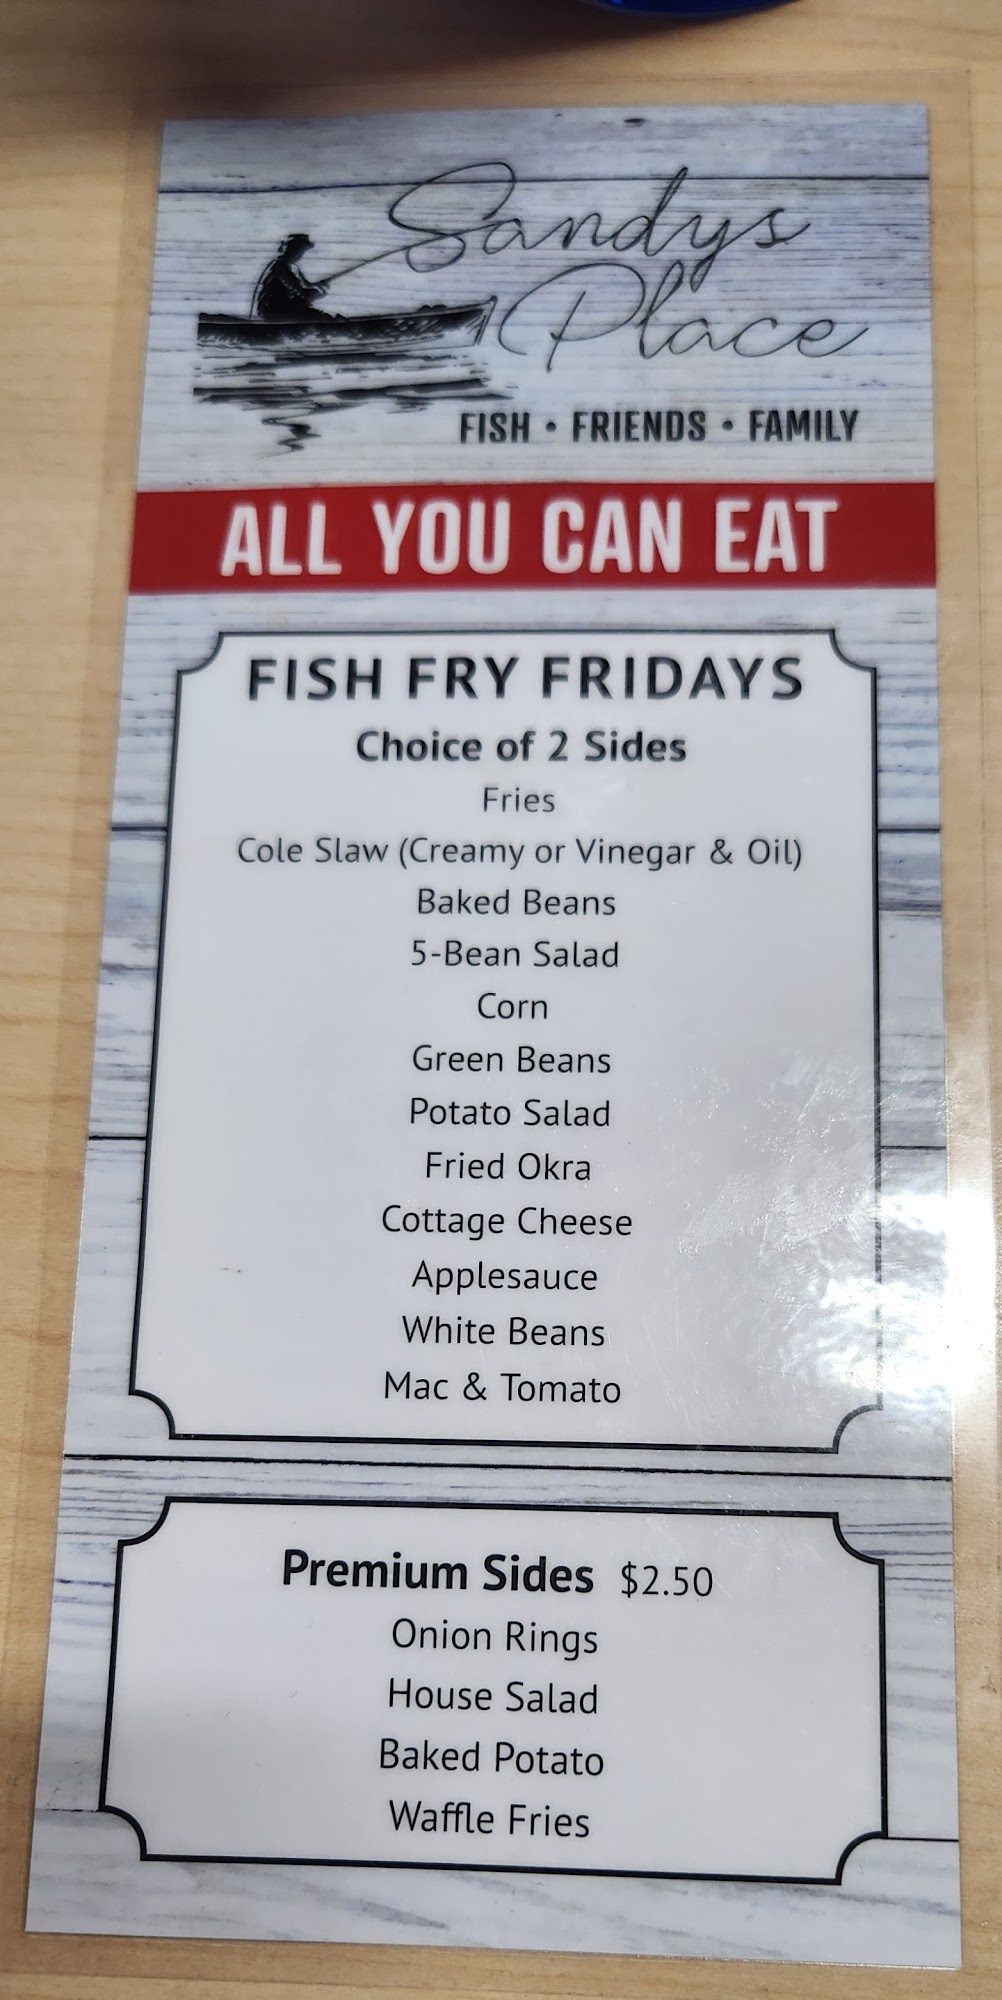 Sandys
Place
FISH • FRIENDS • FAMILY
ALL YOU CAN EAT
FISH FRY FRIDAYS
Choice of 2 Sides
Fries
Cole Slaw (Creamy or Vinegar & Oil)
Baked Beans
5-Bean Salad
Corn
Green Beans
Potato Salad
Fried Okra
Cottage Cheese
Applesauce
White Beans
Mac & Tomato
Premium Sides $2.50
Onion Rings
House Salad
Baked Potato
Waffle Fries